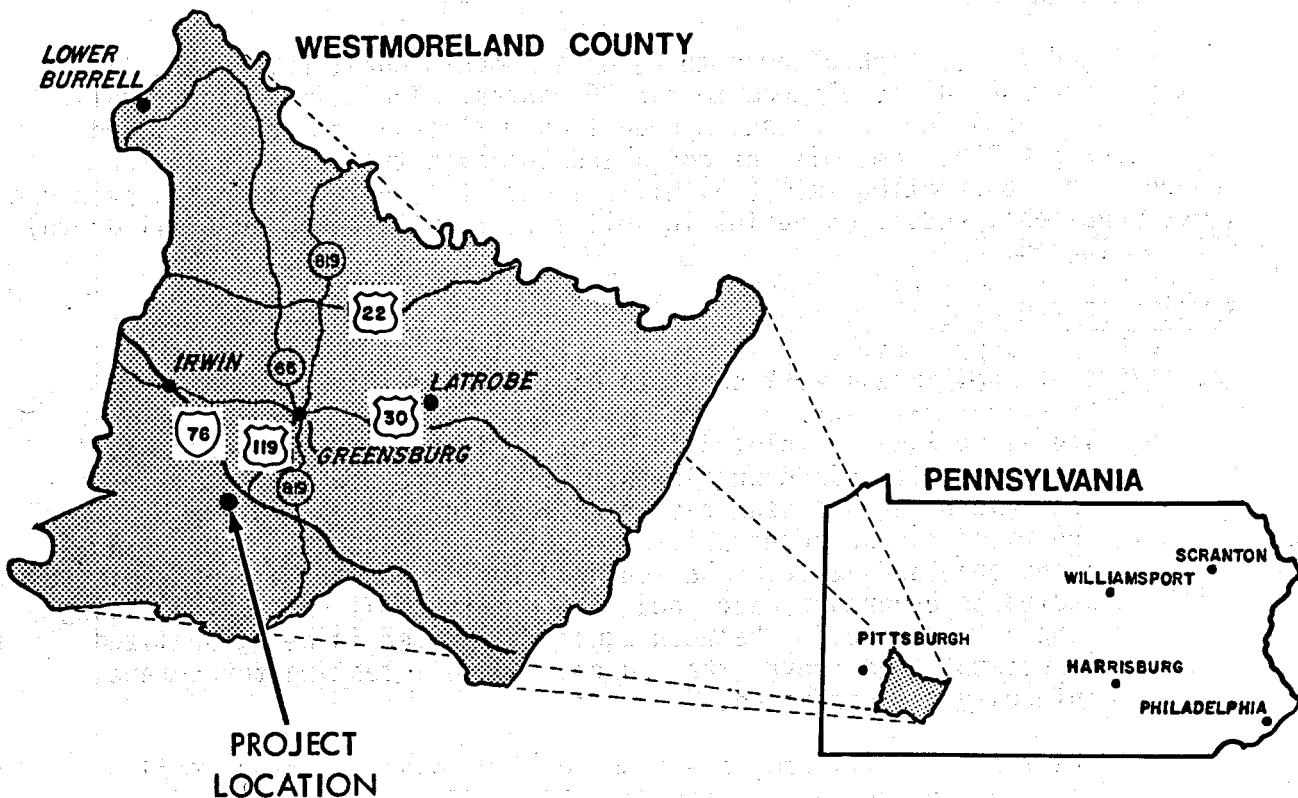 WESTMORELAND COUNTY
LOWER
BURRELL
819
22
IRWIN
66
LATROBE
30
76
119
GREENSBURG
819
PROJECT
LOCATION
PENNSYLVANIA
SCRANTON
WILLIAMSPORT
PITTSBURGH
HARRISBURG
PHILADELPHIA